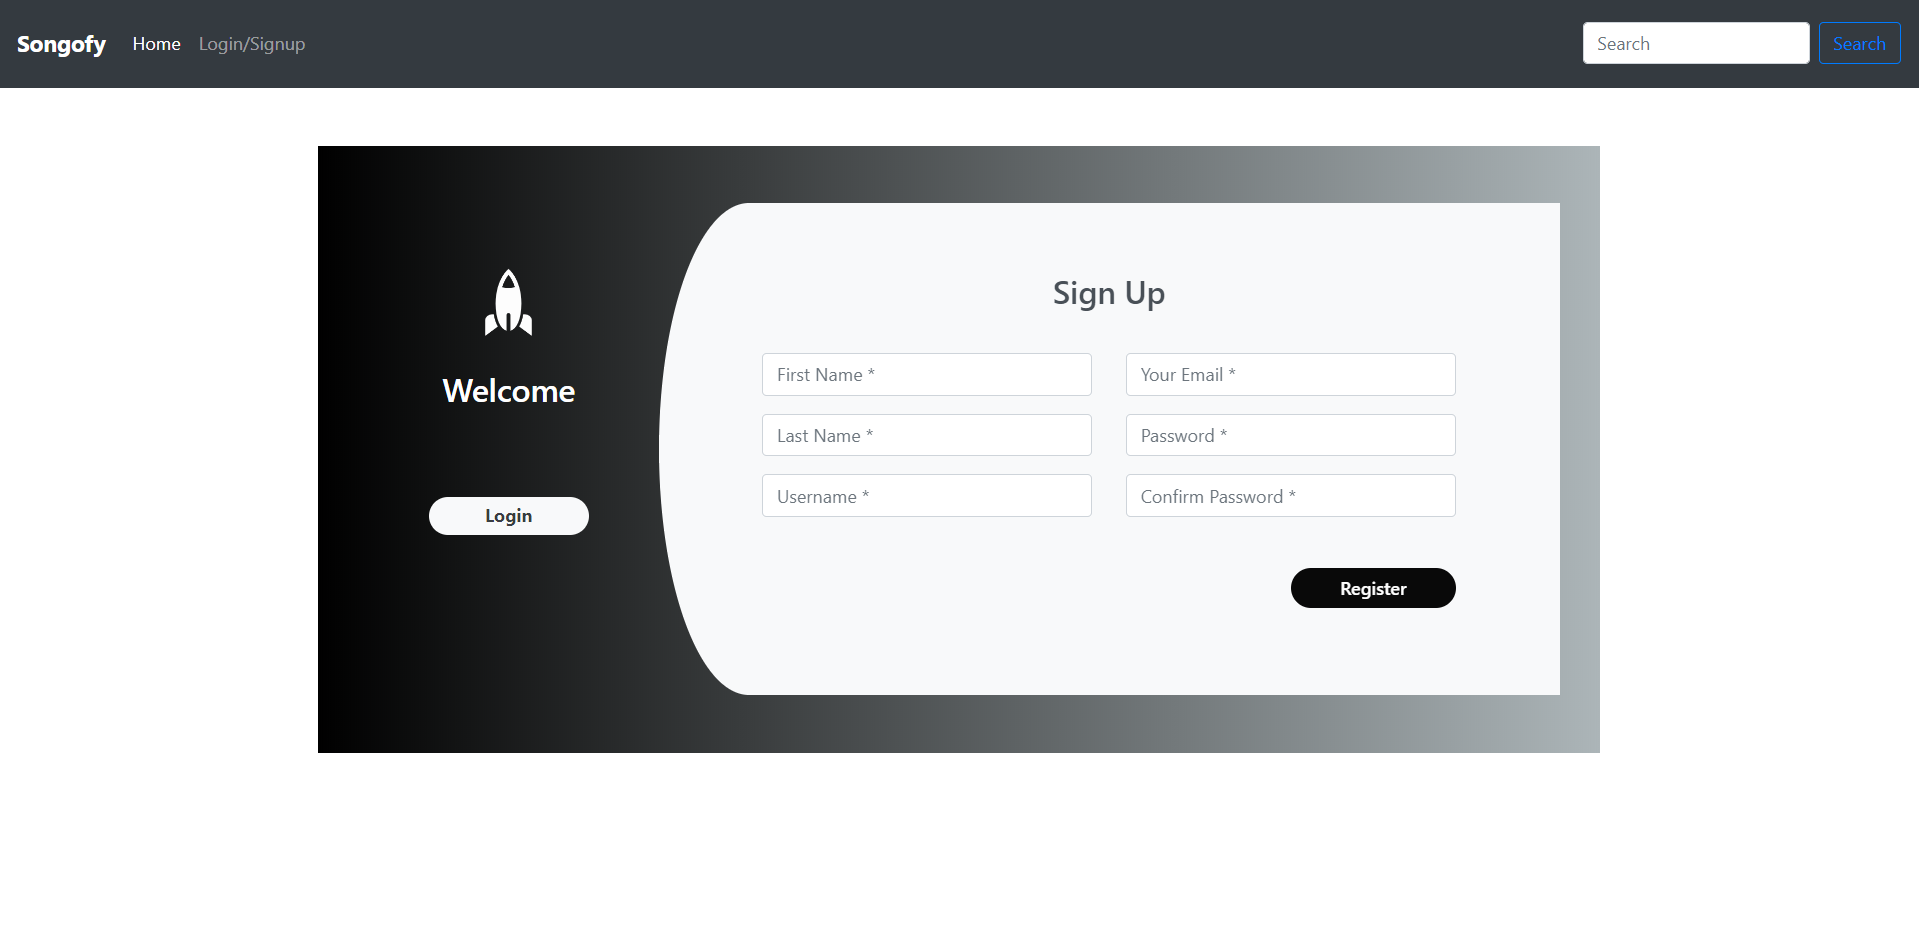 Songofy Home Login/Signup Search Search
Welcome
Login
Sign Up
First Name * Your Email *
Last Name * Password *
Username * Confirm Password *
Register